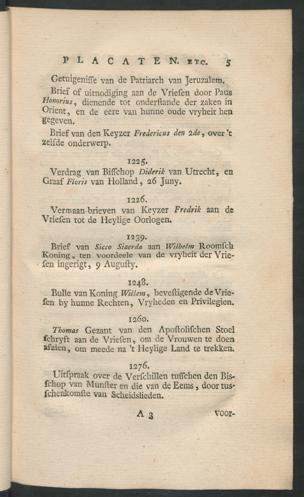 PLACATEN. ETC. 5
Getuigenisse van de Patriarch van Jeruzalem.
Brief of uitnodiging aan de Vriesen door Paus
Honorius, dienende tot onderstande der zaken in
Orient, en de eere van hunne oude vryheit hen
gegeven.
Brief van den Keyzer Fredericus den 2de, over 't
zelfde onderwerp.
1225.
Verdrag van Bisschop Diderik van Utrecht, en
Graaf Floris van Holland, 26 Juny.
1226.
Vermaan-brieven van Keyzer Fredrik aan de
Vriesen tot de Heylige Oorlogen.
1239.
Brief van Sicco Sizerda aan Wilhelm Roomsch
Koning, ten voordeele van de vryheit der Vrie-
sen ingerigt, 9 Augusty.
1248.
Bulle van Koning Willem, bevestigende de Vrie-
sen by hunne Rechten, Vryheden en Privilegien.
1260.
Thomas Gezant van den Apostolischen Stoel
schryft aan de Vriesen, om de Vrouwen te doen
afzien, om meede na 't Heylige Land te trekken.
1276.
Uitspraak over de Verschillen tusschen den Bis-
schop van Munster en die van de Eems, door tus-
schenkomste van Scheidslieden.
A 3 voor-